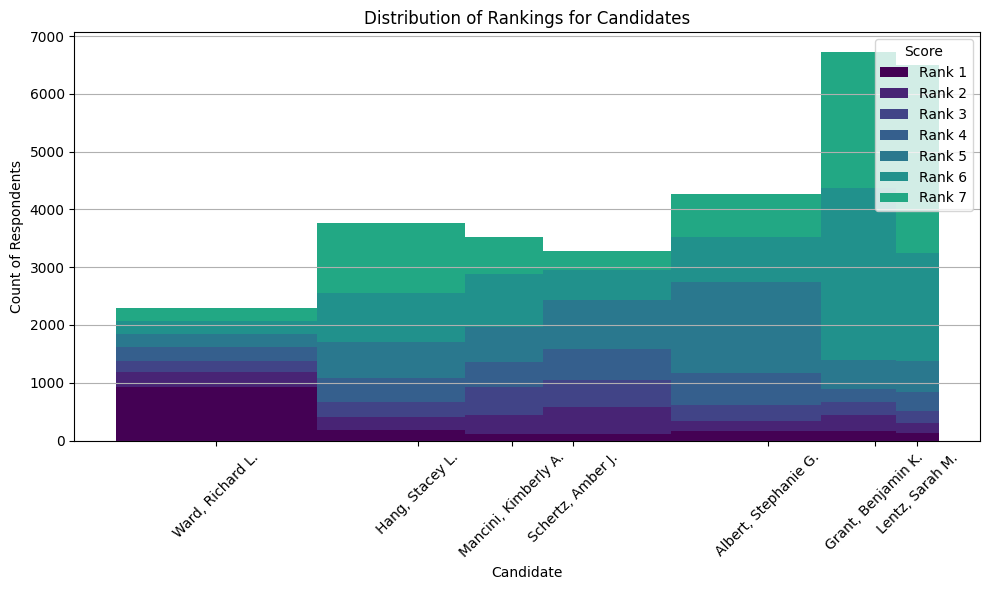 Distribution of Rankings for Candidates
Count of Respondents
7000
6000
5000
4000
3000
2000
1000
0
Score
Rank 1
Rank 2
Rank 3
Rank 4
Rank 5
Rank 6
Rank 7
Ward, Richard L.
Hang, Stacey L.
Mancini, Kimberly A.
Schertz, Amber J.
Albert, Stephanie G.
Grant, Benjamin K.
Lentz, Sarah M.
Candidate